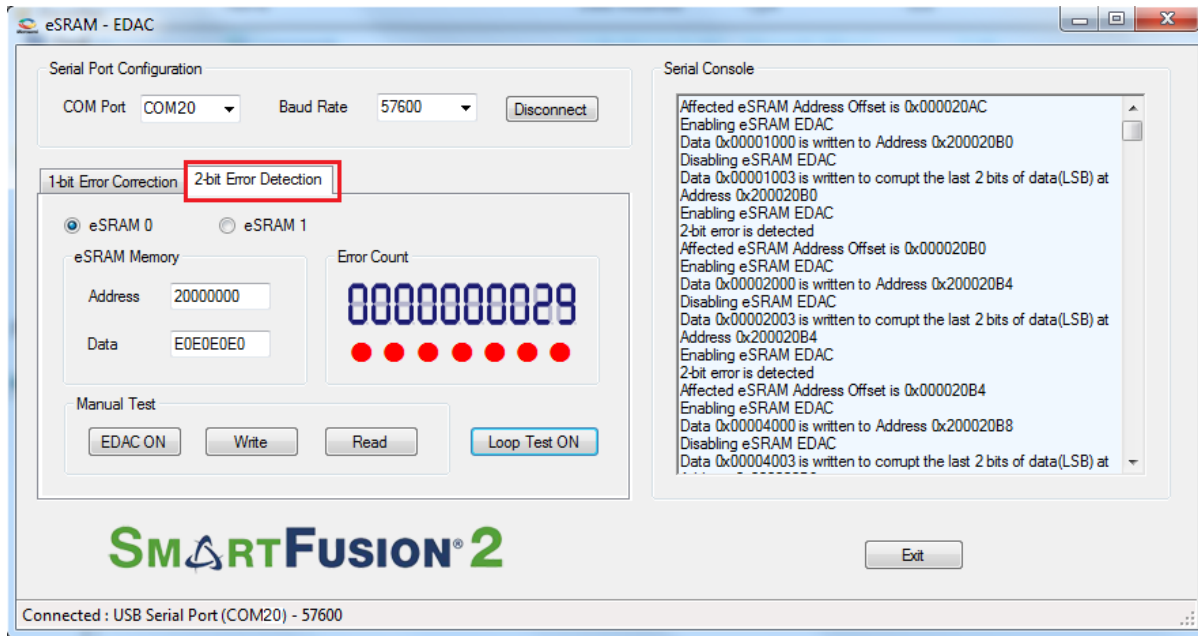 eSRAM - EDAC
Serial Port Configuration
COM Port COM20 Baud Rate 57600 Disconnect
1-bit Error Correction 2-bit Error Detection
eSRAM 0 eSRAM 1
eSRAM Memory
Address 20000000
Data E0E0E0E0
Error Count
0000000029
Manual Test
EDAC ON Write Read Loop Test ON
Serial Console
Affected eSRAM Address Offset is 0x000020AC
Enabling eSRAM EDAC
Data 0x00001000 is written to Address 0x200020B0
Disabling eSRAM EDAC
Data 0x00001003 is written to corrupt the last 2 bits of data(LSB) at
Address 0x200020B0
Enabling eSRAM EDAC
2-bit error is detected
Affected eSRAM Address Offset is 0x000020B0
Enabling eSRAM EDAC
Data 0x00002000 is written to Address 0x200020B4
Disabling eSRAM EDAC
Data 0x00002003 is written to corrupt the last 2 bits of data(LSB) at
Address 0x200020B4
Enabling eSRAM EDAC
2-bit error is detected
Affected eSRAM Address Offset is 0x000020B4
Enabling eSRAM EDAC
Data 0x00004000 is written to Address 0x200020B8
Disabling eSRAM EDAC
Data 0x00004003 is written to corrupt the last 2 bits of data(LSB) at
SMARTFUSION® 2
Exit
Connected : USB Serial Port (COM20) - 57600